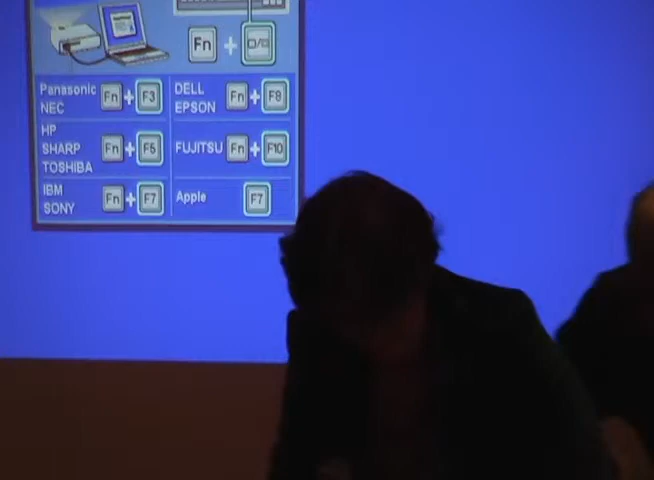 Fn + □/□
Panasonic
NEC
Fn + F3
DELL
EPSON
Fn + F8
HP
SHARP
TOSHIBA
Fn + F5
FUJITSU
Fn + F10
IBM
SONY
Fn + F7
Apple
F7